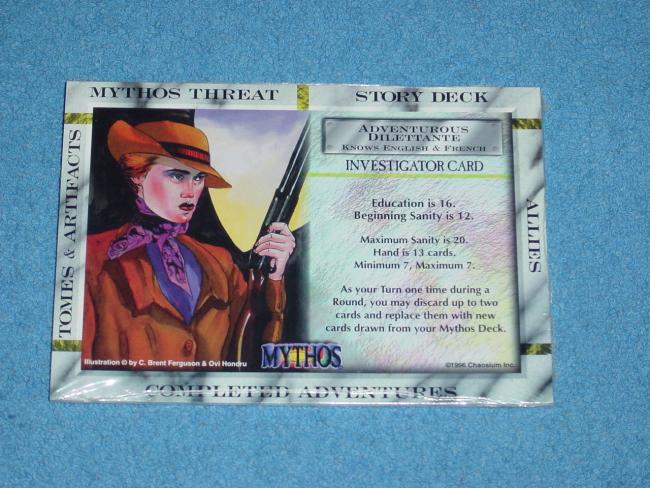 MYTHOS THREAT
STORY DECK
TOMES & ARTIFACTS
ADVENTUROUS
DILETTANTE
KNOWS ENGLISH & FRENCH
INVESTIGATOR CARD
Education is 16.
Beginning Sanity is 12.
Maximum Sanity is 20.
Hand is 13 cards.
Minimum 7, Maximum 7.
As your Turn one time during a
Round, you may discard up to two
cards and replace them with new
cards drawn from your Mythos Deck.
ALLIES
Illustration © by C. Brent Ferguson & Ovi Hondru
MYTHOS
©1996 Chaosium Inc.
COMPLETED ADVENTURES